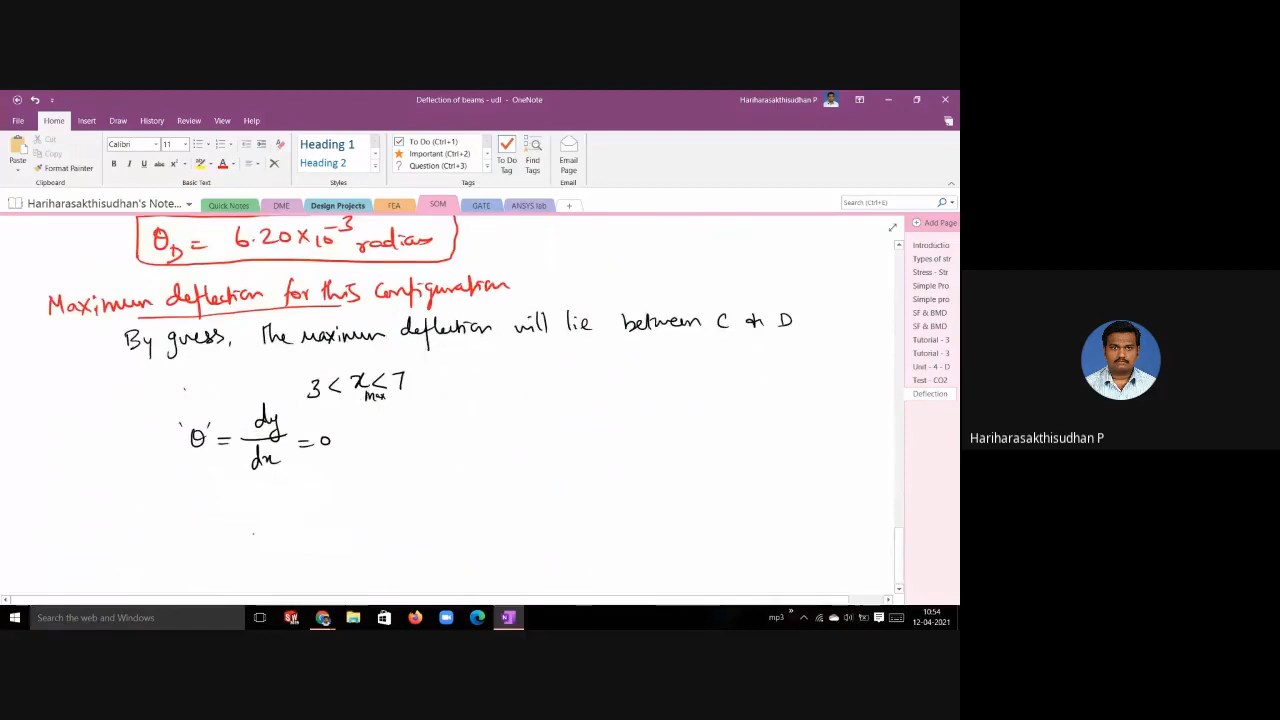 Deflection of beams - udl - OneNote
Hariharasakthisudhan P
File Home Insert Draw History Review View Help
Paste
Cut
Copy
Format Painter
Clipboard
Calibri 11
B I U abc x² A
Basic Text
Heading 1
Heading 2
Styles
To Do (Ctrl+1)
Important (Ctrl+2)
Question (Ctrl+3)
Tags
To Do Tag
Find Tags
Email Page
Email
Hariharasakthisudhan's Note...
Quick Notes DME Design Projects FEA SOM GATE ANSYS lab +
Search (Ctrl+E)
Add Page
Introductio
Types of str
Stress - Str
Simple Pro
Simple pro
SF & BMD
SF & BMD
Tutorial - 3
Tutorial - 3
Unit - 4 - D
Test - CO2
Deflection
θD = 6.20×10⁻³ radians
Maximum deflection for this configuration
By guess, The maximum deflection will lie between C & D
3 < xMax < 7
'θ' = dy/dx = 0
Hariharasakthisudhan P
Search the web and Windows
mp3
10:54
12-04-2021